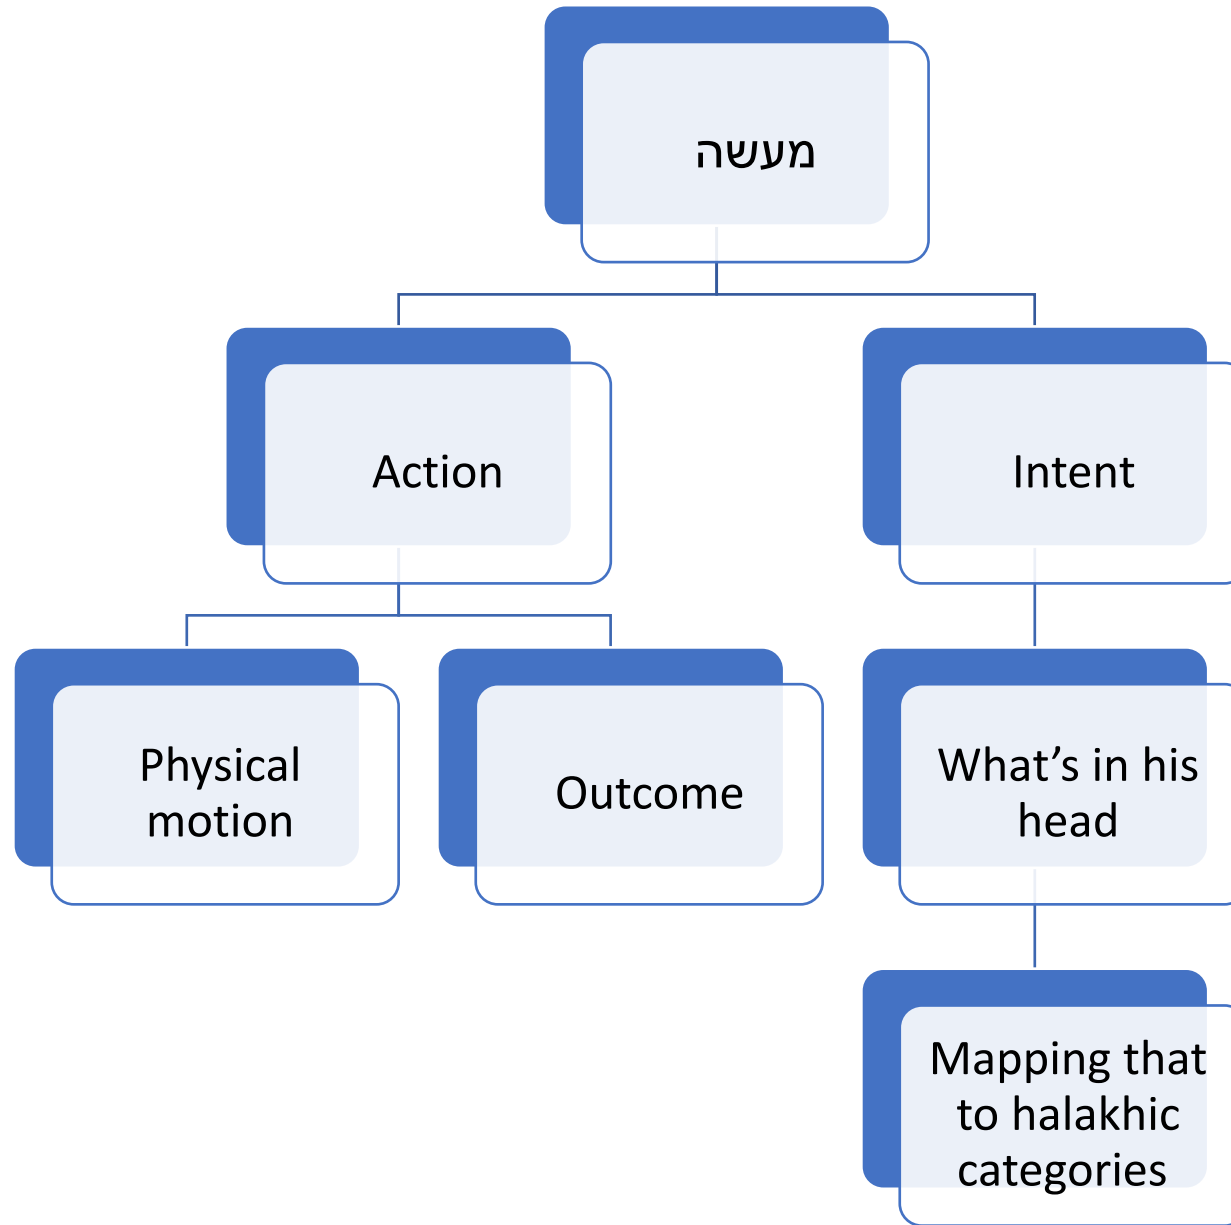 מעשה
Action
Intent
Physical
motion
Outcome
What’s in his
head
Mapping that
to halakhic
categories